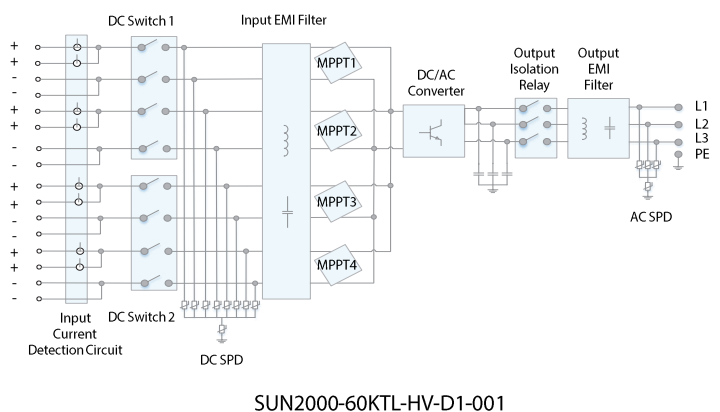 DC Switch 1
Input EMI Filter
+
+
-
-
+
+
-
-
+
+
-
-
+
+
-
-
MPPT1
MPPT2
MPPT3
MPPT4
DC/AC
Converter
Output
Isolation
Relay
Output
EMI
Filter
L1
L2
L3
PE
AC SPD
Input
Current
Detection Circuit
DC Switch 2
DC SPD
SUN2000-60KTL-HV-D1-001